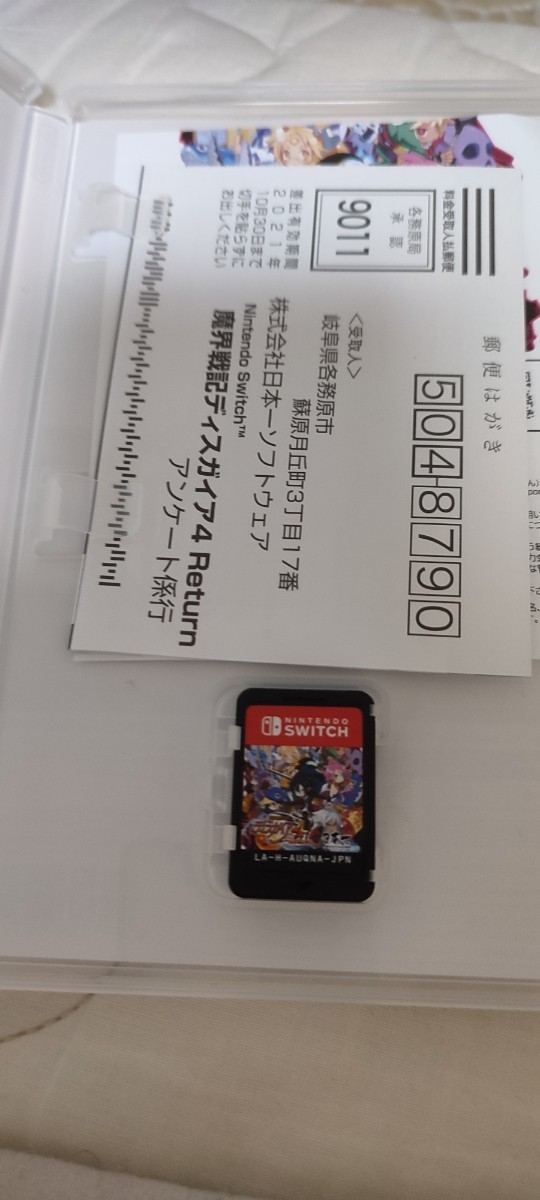 料金受取人払郵便
各務原局
承認
9011
差出有効期間
2021年
10月30日まで
切手を貼らずに
お出しください
郵便はがき
5048790
<受取人>
岐阜県各務原市
蘇原月丘町3丁目17番
株式会社日本一ソフトウェア
Nintendo Switch™
魔界戦記ディスガイア4 Return
アンケート係行
NINTENDO
SWITCH
LA-H-AUQNA-JPN